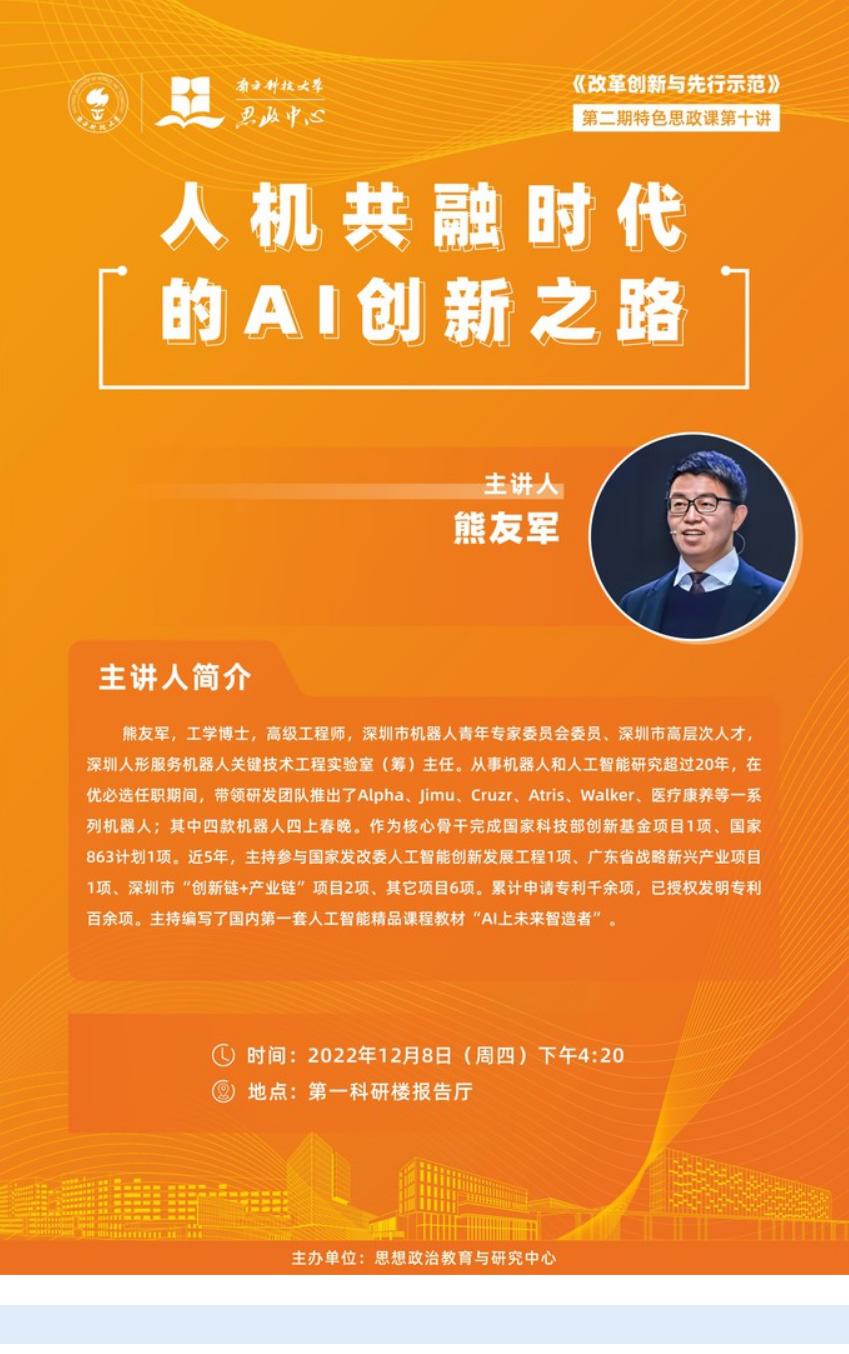 南方科技大学
思政中心
《改革创新与先行示范》
第二期特色思政课第十讲
人机共融时代
的AI创新之路
主讲人
熊友军
主讲人简介
熊友军，工学博士，高级工程师，深圳市机器人青年专家委员会委员、深圳市高层次人才，
深圳人形服务机器人关键技术工程实验室（筹）主任。从事机器人和人工智能研究超过20年，在
优必选任职期间，带领研发团队推出了Alpha、Jimu、Cruzr、Atris、Walker、医疗康养等一系
列机器人；其中四款机器人四上春晚。作为核心骨干完成国家科技部创新基金项目1项、国家
863计划1项。近5年，主持参与国家发改委人工智能创新发展工程1项、广东省战略新兴产业项目
1项、深圳市“创新链+产业链”项目2项、其它项目6项。累计申请专利千余项，已授权发明专利
百余项。主持编写了国内第一套人工智能精品课程教材“AI上未来智造者”。
时间：2022年12月8日（周四）下午4:20
地点：第一科研楼报告厅
主办单位：思想政治教育与研究中心